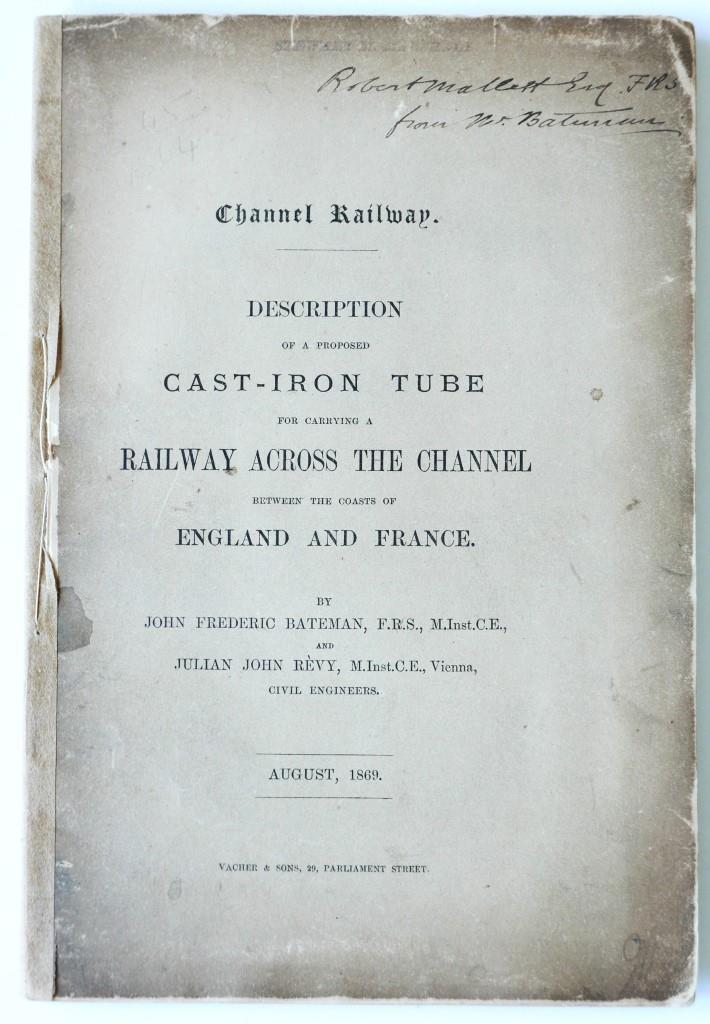 Robert Mallett Esq. FRS
from Mr. Bateman
Channel Railway.
DESCRIPTION
OF A PROPOSED
CAST-IRON TUBE
FOR CARRYING A
RAILWAY ACROSS THE CHANNEL
BETWEEN THE COASTS OF
ENGLAND AND FRANCE.
BY
JOHN FREDERIC BATEMAN, F.R.S., M.Inst.C.E.,
AND
JULIAN JOHN RÈVY, M.Inst.C.E., Vienna,
CIVIL ENGINEERS.
AUGUST, 1869.
VACHER & SONS, 29, PARLIAMENT STREET.